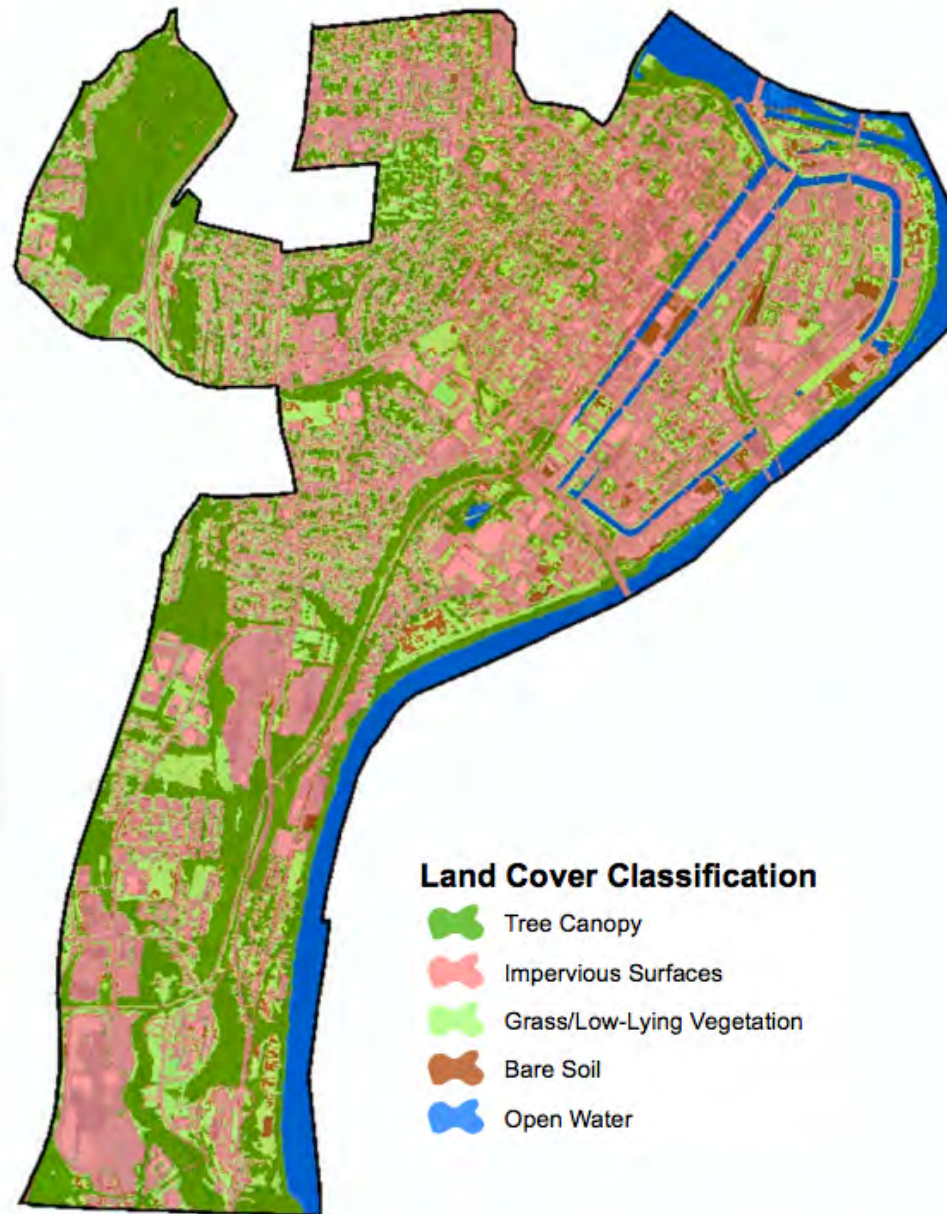 Land Cover Classification
Tree Canopy
Impervious Surfaces
Grass/Low-Lying Vegetation
Bare Soil
Open Water